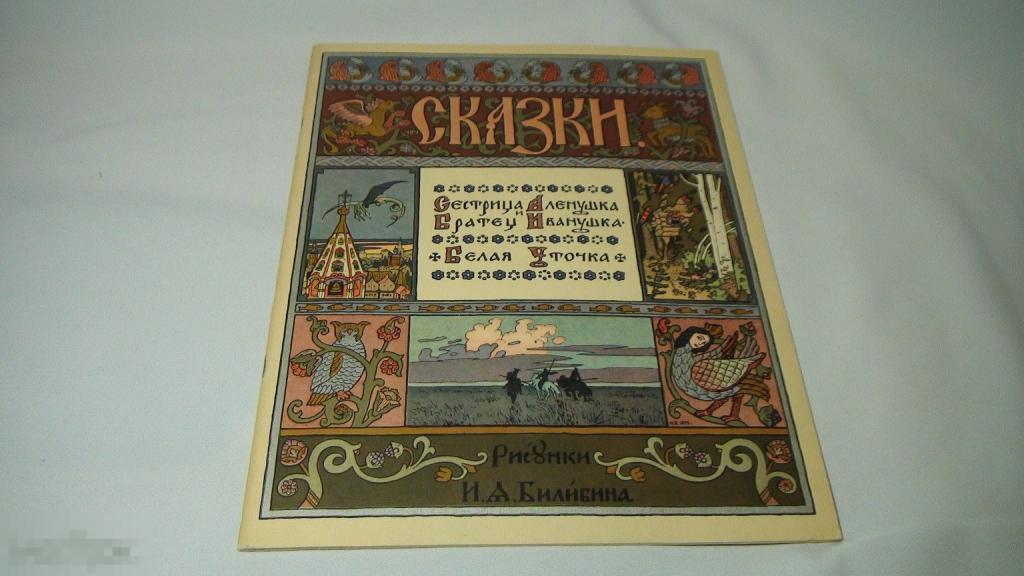 Сказки.
Сестрица Аленушка
и
Братец Иванушка.
Белая Уточка
Рисунки
И.Я.Билибина.